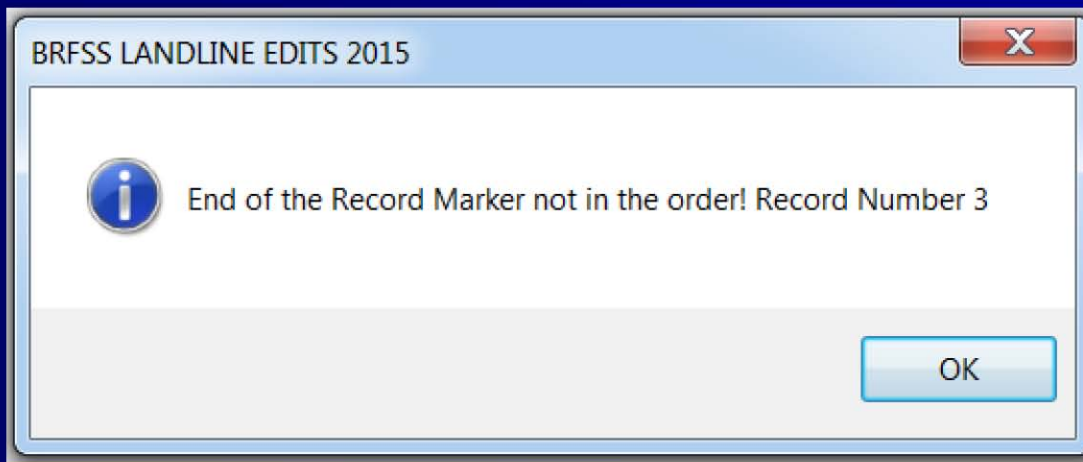 BRFSS LANDLINE EDITS 2015
End of the Record Marker not in the order! Record Number 3
OK